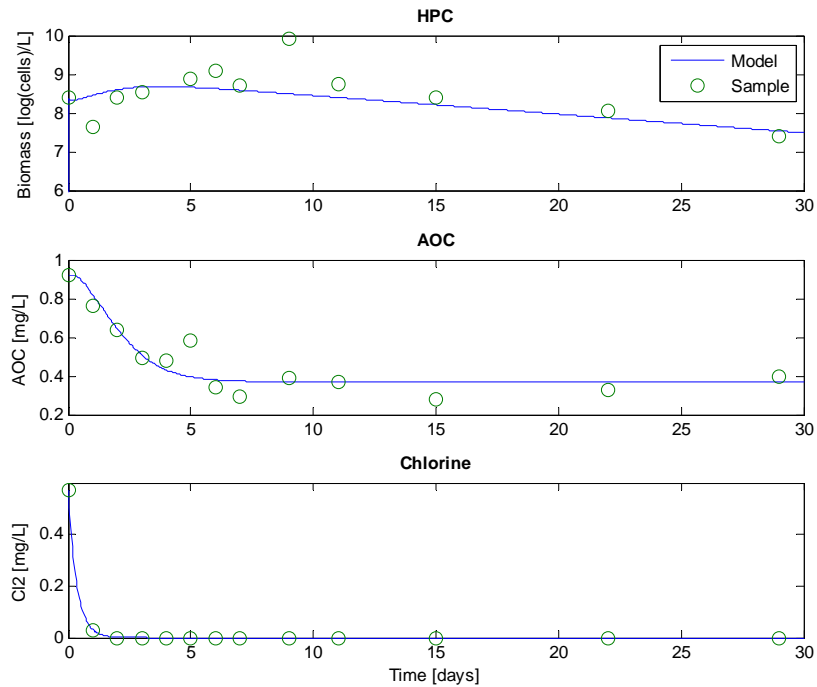 HPC
Biomass [log(cells)/L]
10
9
8
7
6
0 5 10 15 20 25 30
Model
Sample
AOC
AOC [mg/L]
1
0.8
0.6
0.4
0.2
0 5 10 15 20 25 30
Chlorine
Cl2 [mg/L]
0.4
0.2
0
0 5 10 15 20 25 30
Time [days]